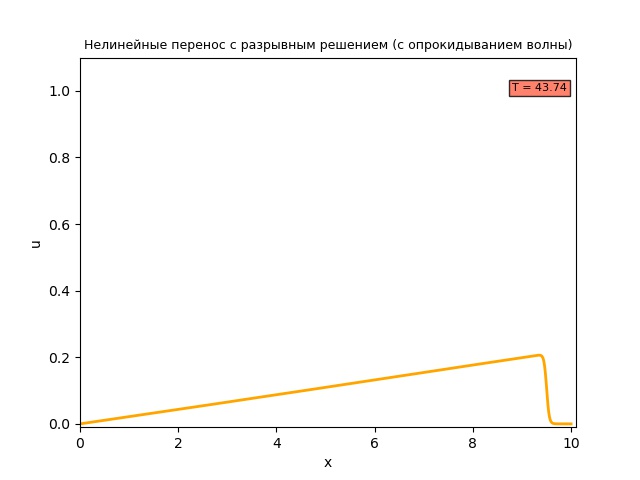 Нелинейные перенос с разрывным решением (с опрокидыванием волны)
T = 43.74
1.0
0.8
0.6
0.4
0.2
0.0
u
0 2 4 6 8 10
x